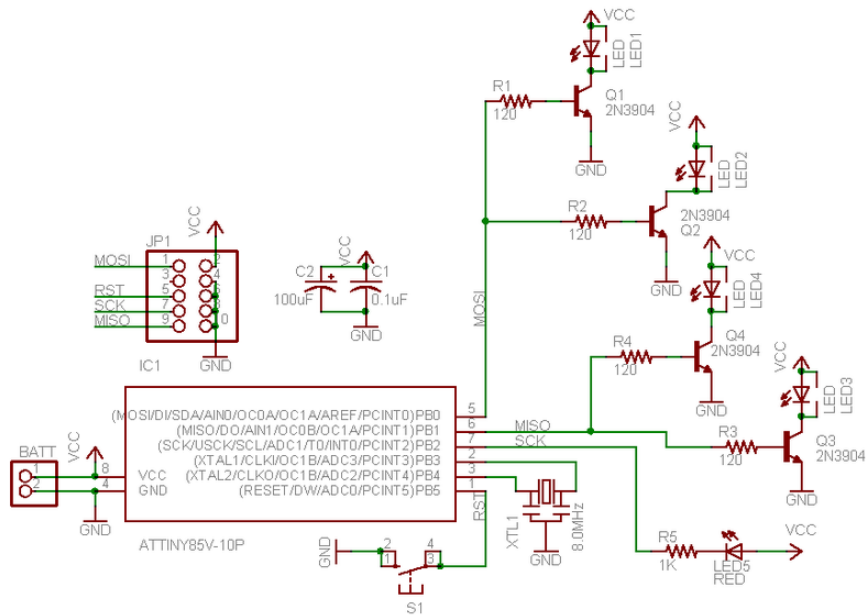 VCC
LED
LED1
R1
120
Q1
2N3904
GND
VCC
LED
LED2
R2
120
2N3904
Q2
GND
VCC
LED
LED4
R4
120
Q4
2N3904
GND
VCC
LED
LED3
R3
120
Q3
2N3904
GND
JP1
VCC
MOSI
1
2
3
4
RST
5
6
SCK
7
8
MISO
9
0
GND
VCC
C2
+
C1
100uF
0.1uF
GND
MOSI
IC1
(MOSI/DI/SDA/AIN0/OC0A/OC1A/AREF/PCINT0)PB0
5
(MISO/DO/AIN1/OC0B/OC1A/PCINT1)PB1
6
MISO
(SCK/USCK/SCL/ADC1/T0/INT0/PCINT2)PB2
7
SCK
(XTAL1/CLKI/OC1B/ADC3/PCINT3)PB3
2
(XTAL2/CLKO/OC1B/ADC2/PCINT4)PB4
3
(RESET/DW/ADC0/PCINT5)PB5
1
RST
BATT
1
2
VCC
8
VCC
4
GND
GND
ATTINY85V-10P
XTL1
8.0MHz
GND
GND
2
1
4
3
S1
R5
1K
LED5
RED
VCC